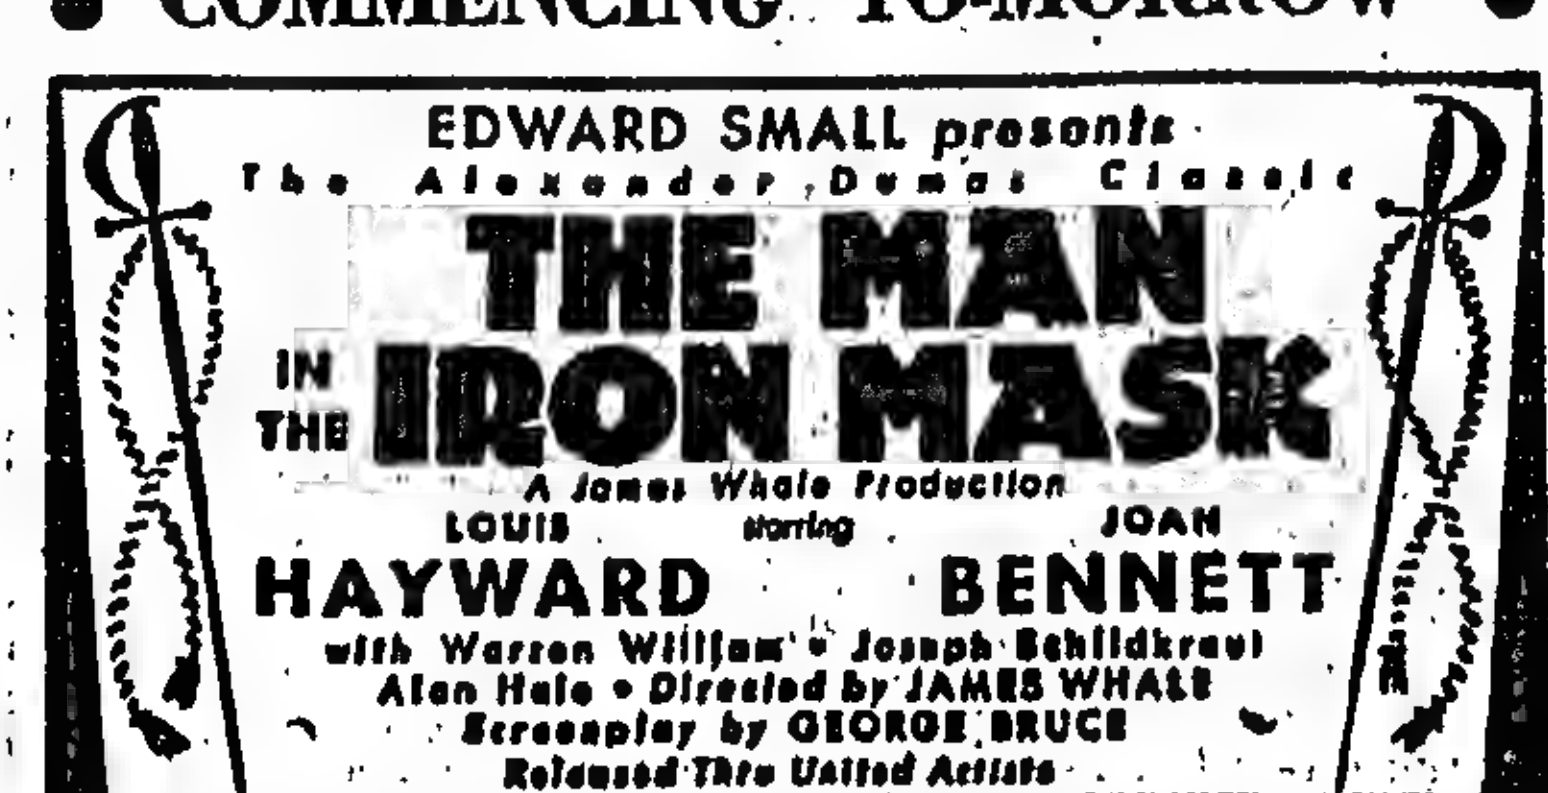 COMMENCING TO-MORROW
EDWARD SMALL presents
The Alexander Dumas Classic
THE MAN
IN THE IRON MASK
A James Whale Production
LOUIS starring JOAN
HAYWARD BENNETT
with Warren William • Joseph Schildkraut
Alan Hale • Directed by JAMES WHALE
Screenplay by GEORGE BRUCE
Released Thru United Artists